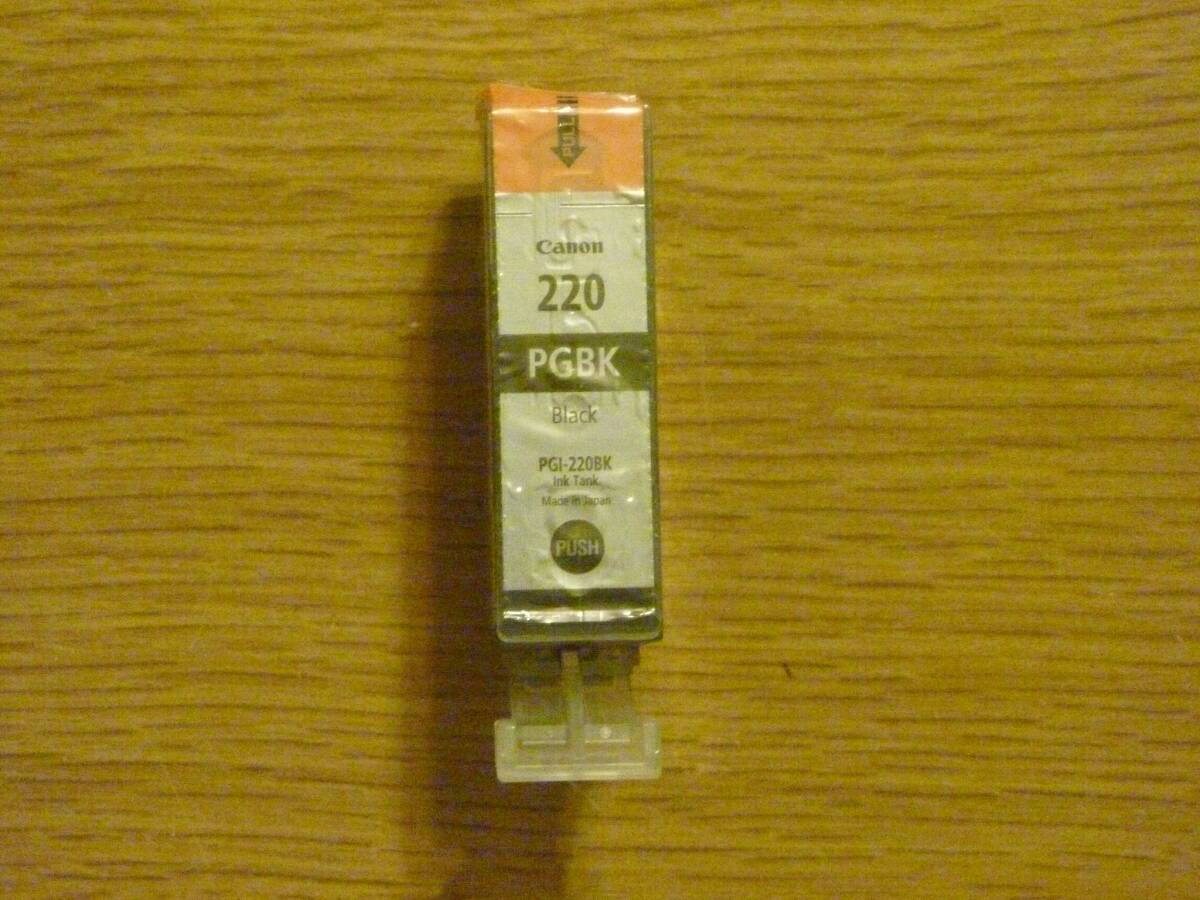 PULL
Canon
220
PGBK
Black
PGI-220BK
Ink Tank
Made in Japan
PUSH